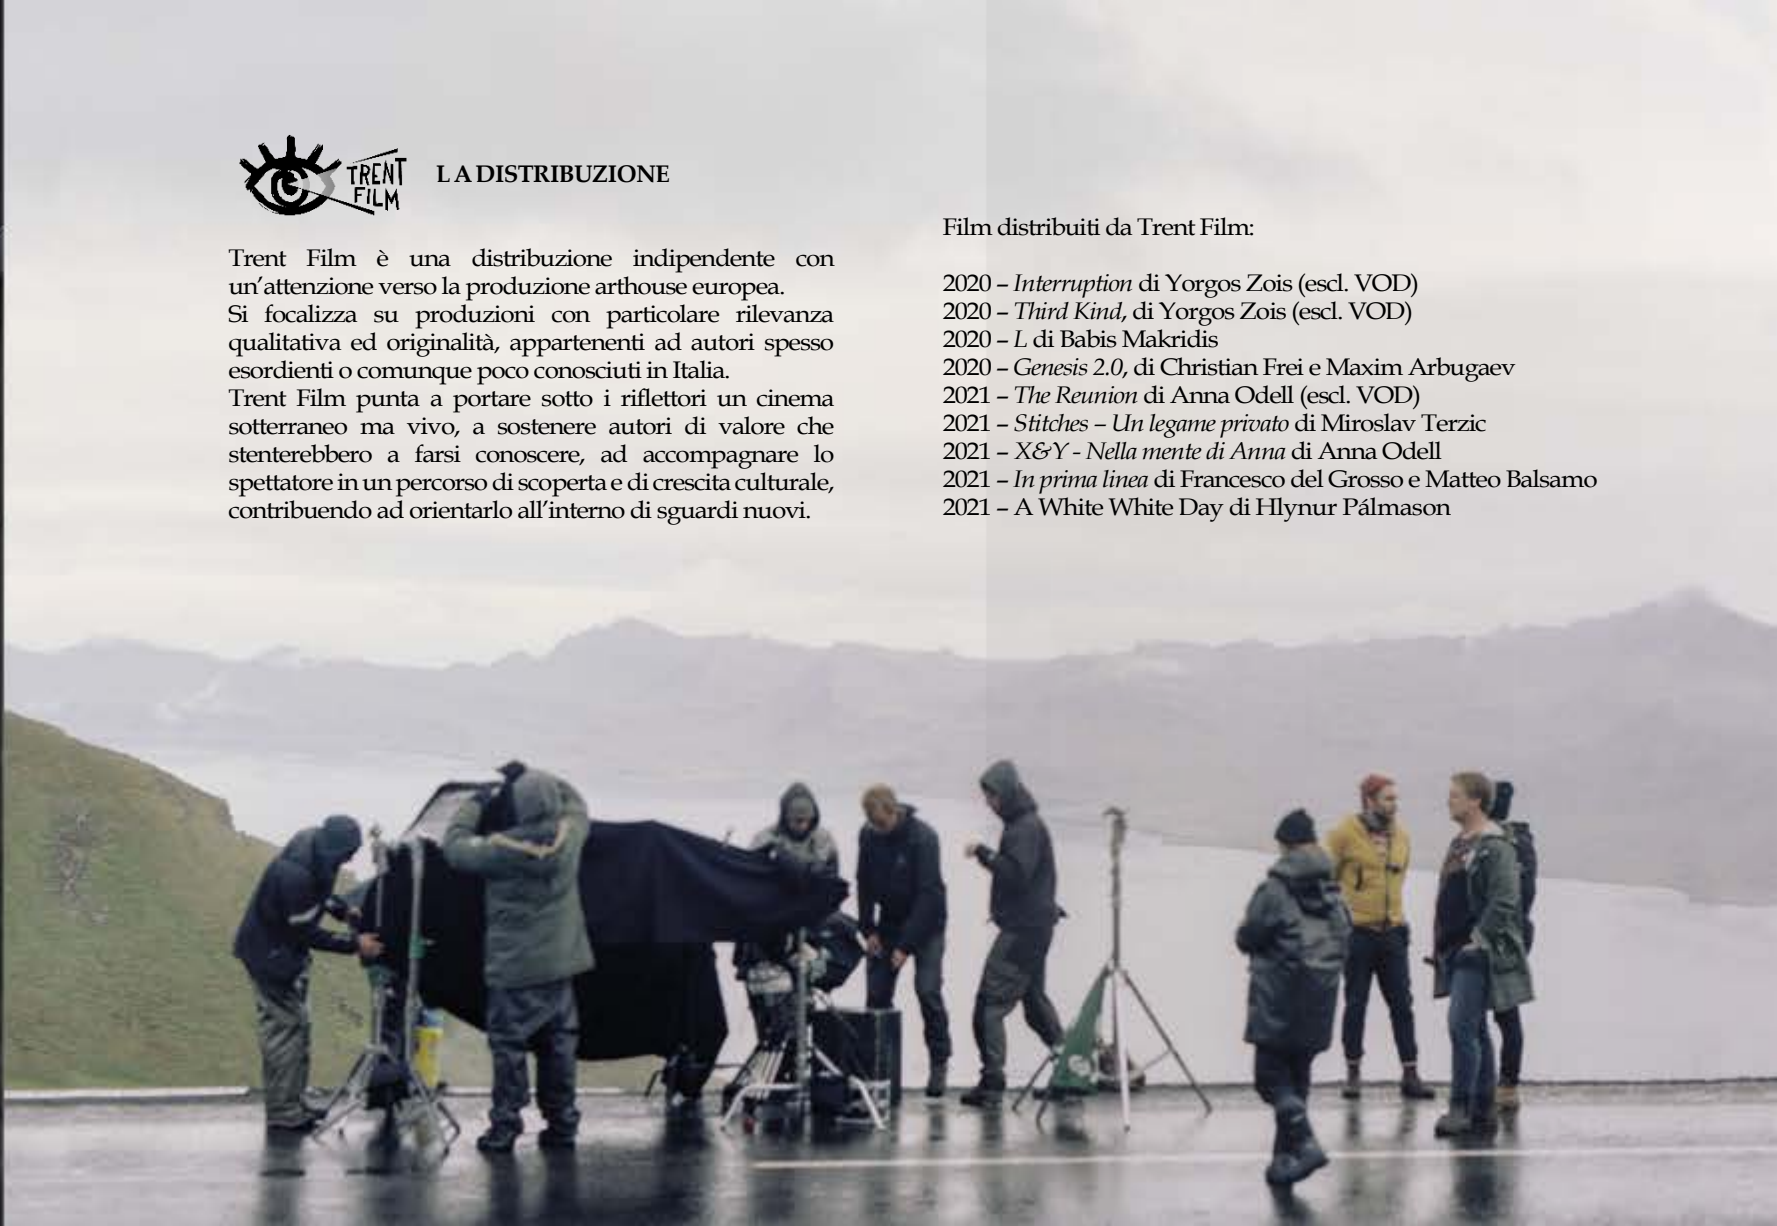 TRENT
FILM
L A DISTRIBUZIONE
Trent Film è una distribuzione indipendente con
un’attenzione verso la produzione arthouse europea.
Si focalizza su produzioni con particolare rilevanza
qualitativa ed originalità, appartenenti ad autori spesso
esordienti o comunque poco conosciuti in Italia.
Trent Film punta a portare sotto i riflettori un cinema
sotterraneo ma vivo, a sostenere autori di valore che
stenterebbero a farsi conoscere, ad accompagnare lo
spettatore in un percorso di scoperta e di crescita culturale,
contribuendo ad orientarlo all’interno di sguardi nuovi.
Film distribuiti da Trent Film:
2020 – Interruption di Yorgos Zois (escl. VOD)
2020 – Third Kind, di Yorgos Zois (escl. VOD)
2020 – L di Babis Makridis
2020 – Genesis 2.0, di Christian Frei e Maxim Arbugaev
2021 – The Reunion di Anna Odell (escl. VOD)
2021 – Stitches – Un legame privato di Miroslav Terzic
2021 – X&Y - Nella mente di Anna di Anna Odell
2021 – In prima linea di Francesco del Grosso e Matteo Balsamo
2021 – A White White Day di Hlynur Pálmason